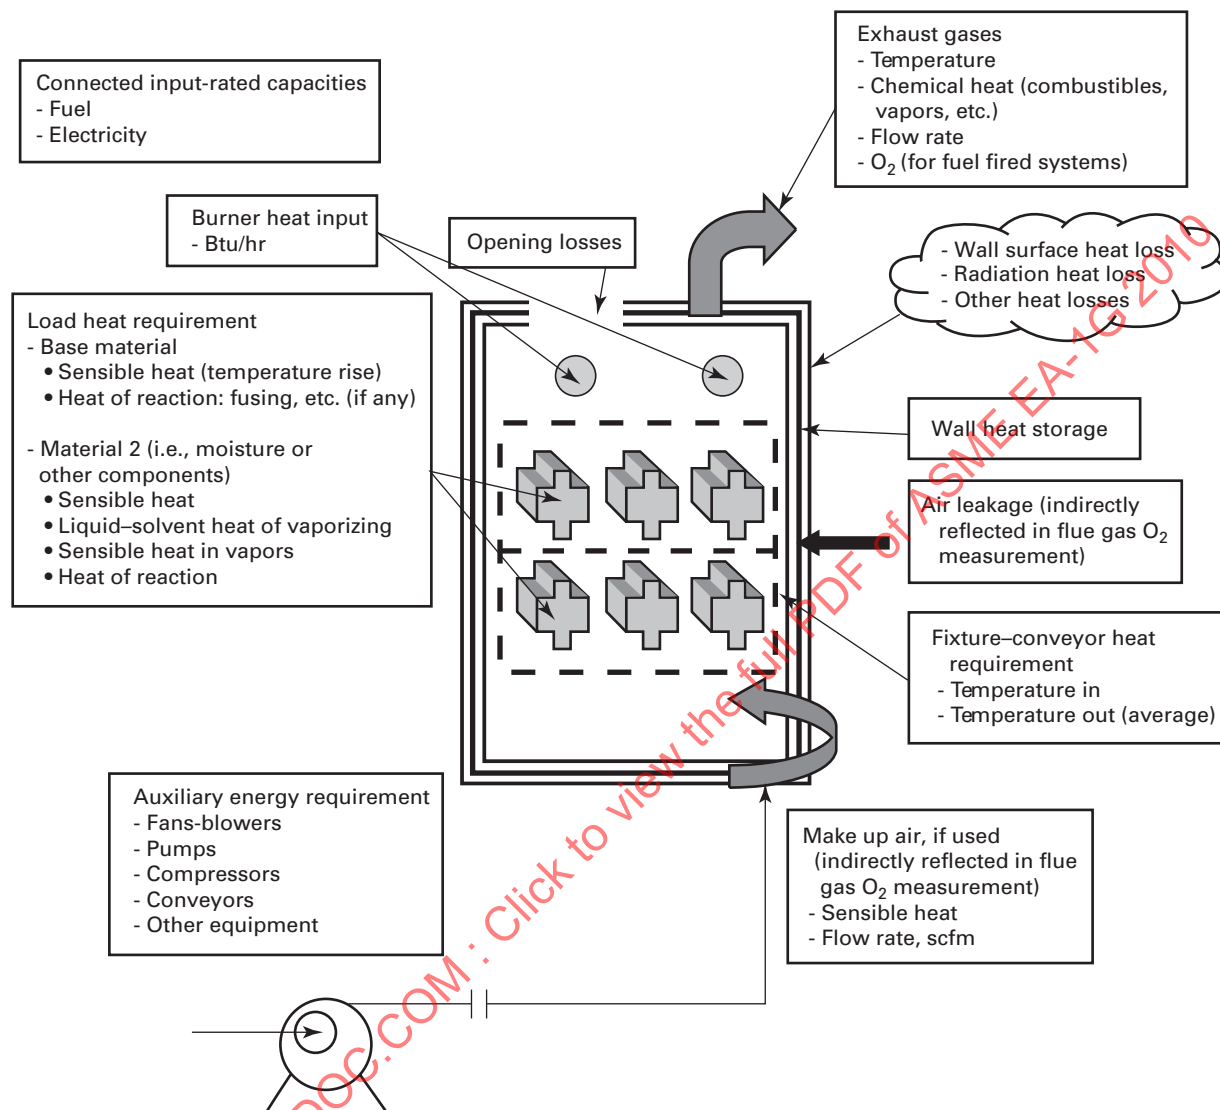 Connected input-rated capacities
- Fuel
- Electricity
Exhaust gases
- Temperature
- Chemical heat (combustibles,
vapors, etc.)
- Flow rate
- O2 (for fuel fired systems)
Burner heat input
- Btu/hr
Opening losses
- Wall surface heat loss
- Radiation heat loss
- Other heat losses
Load heat requirement
- Base material
• Sensible heat (temperature rise)
• Heat of reaction: fusing, etc. (if any)
- Material 2 (i.e., moisture or
other components)
• Sensible heat
• Liquid–solvent heat of vaporizing
• Sensible heat in vapors
• Heat of reaction
Wall heat storage
Air leakage (indirectly
reflected in flue gas O2
measurement)
Fixture–conveyor heat
requirement
- Temperature in
- Temperature out (average)
Auxiliary energy requirement
- Fans-blowers
- Pumps
- Compressors
- Conveyors
- Other equipment
Make up air, if used
(indirectly reflected in flue
gas O2 measurement)
- Sensible heat
- Flow rate, scfm
DOC.COM : Click to view the full PDF of ASME EA-1G 2010